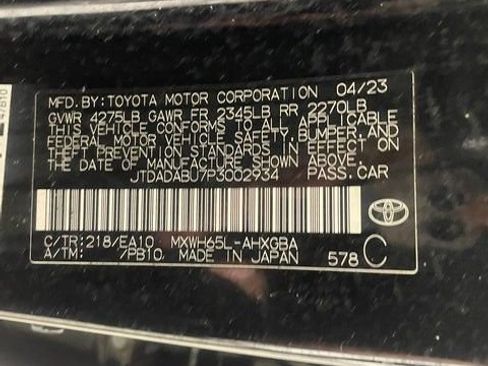 MFD. BY: TOYOTA MOTOR CORPORATION 04/23
GVWR 4275LB GAWR FR 2345LB RR 2270LB
THIS VEHICLE CONFORMS TO ALL APPLICABLE
FEDERAL MOTOR VEHICLE SAFETY, BUMPER, AND
THEFT PREVENTION STANDARDS IN EFFECT ON
THE DATE OF MANUFACTURE SHOWN ABOVE.
JTDADABU7P3002934 PASS.CAR
C/TR: 218/EA10 MXWH65L-AHXGBA
A/TM: /PB10, MADE IN JAPAN 578 C